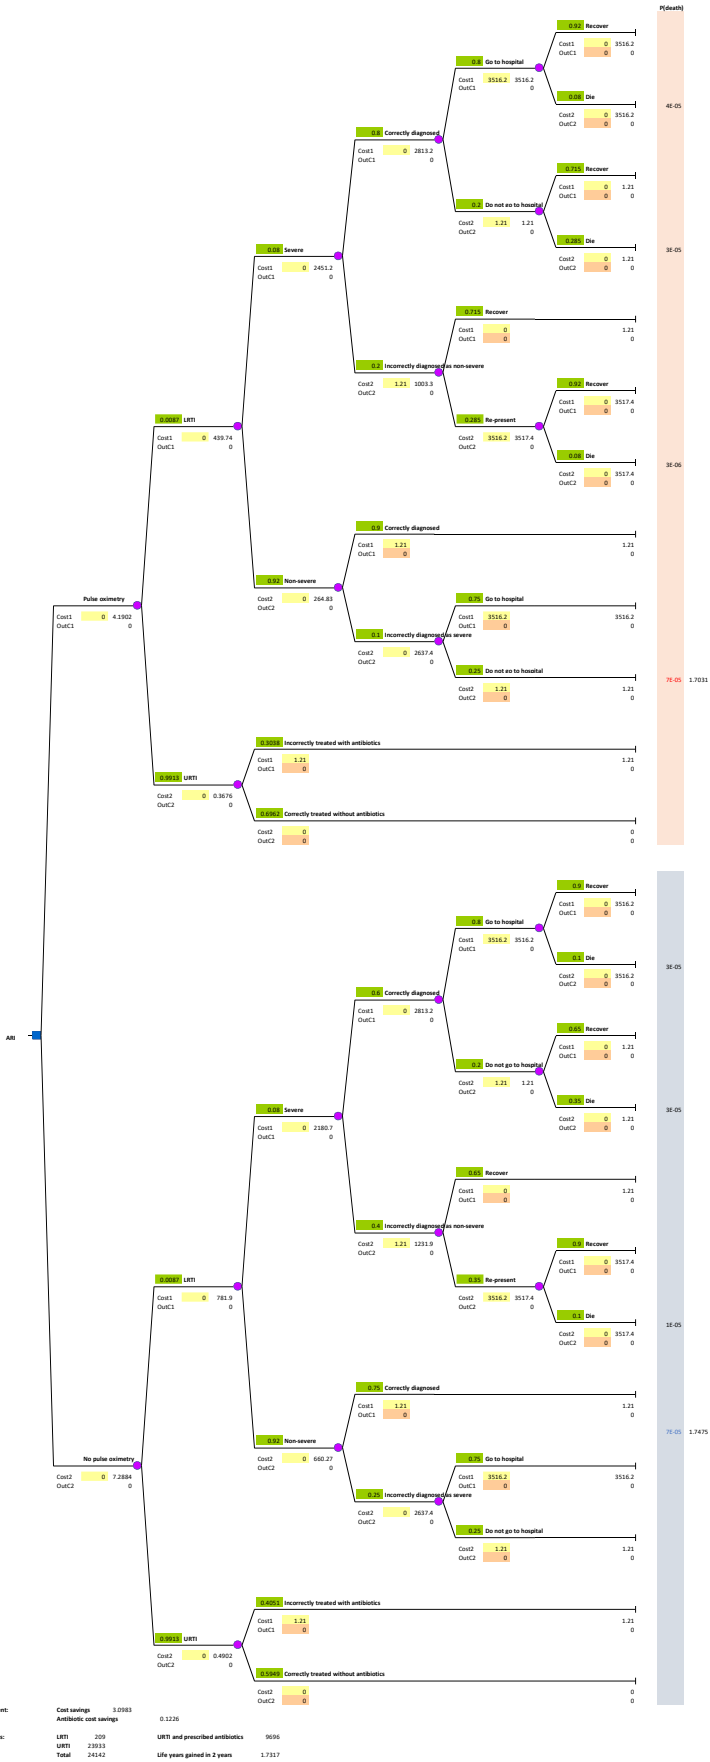 P(death)
0.92 Recover
Cost1 0 3516.2
OutC1 0 0
0.8 Go to hospital
Cost1 3516.2 3516.2
OutC1 0
0.08 Die
Cost2 0 3516.2
OutC2 0 0
4E-05
0.8 Correctly diagnosed
Cost1 0 2813.2
OutC1 0
0.715 Recover
Cost1 0 1.21
OutC1 0 0
0.2 Do not go to hospital
Cost2 1.21 1.21
OutC2 0
0.285 Die
Cost2 0 1.21
OutC2 0 0
3E-05
0.08 Severe
Cost1 0 2451.2
OutC1 0
0.715 Recover
Cost1 0 1.21
OutC1 0 0
0.2 Incorrectly diagnosed as non-severe
Cost2 1.21 1003.3
OutC2 0
0.92 Recover
Cost1 0 3517.4
OutC1 0 0
0.285 Re-present
Cost2 3516.2 3517.4
OutC2 0
0.08 Die
Cost2 0 3517.4
OutC2 0 0
3E-06
0.0087 LRTI
Cost1 0 439.74
OutC1 0
0.9 Correctly diagnosed
Cost1 1.21 1.21
OutC1 0 0
0.92 Non-severe
Cost2 0 264.83
OutC2 0
0.75 Go to hospital
Cost1 3516.2 3516.2
OutC1 0 0
Pulse oximetry
Cost1 0 4.1902
OutC1 0
0.1 Incorrectly diagnosed as severe
Cost2 0 2637.4
OutC2 0
0.25 Do not go to hospital
Cost2 1.21 1.21
OutC2 0 0
7E-05 1.7031
0.3038 Incorrectly treated with antibiotics
Cost1 1.21 1.21
OutC1 0 0
0.9913 URTI
Cost2 0 0.3676
OutC2 0
0.6962 Correctly treated without antibiotics
Cost2 0 0
OutC2 0 0
0.9 Recover
Cost1 0 3516.2
OutC1 0 0
0.8 Go to hospital
Cost1 3516.2 3516.2
OutC1 0
0.1 Die
Cost2 0 3516.2
OutC2 0 0
3E-05
0.6 Correctly diagnosed
Cost1 0 2813.2
OutC1 0
ARI
0.65 Recover
Cost1 0 1.21
OutC1 0 0
0.2 Do not go to hospital
Cost2 1.21 1.21
OutC2 0
0.35 Die
Cost2 0 1.21
OutC2 0 0
3E-05
0.08 Severe
Cost1 0 2180.7
OutC1 0
0.65 Recover
Cost1 0 1.21
OutC1 0 0
0.4 Incorrectly diagnosed as non-severe
Cost2 1.21 1231.9
OutC2 0
0.9 Recover
Cost1 0 3517.4
OutC1 0 0
0.35 Re-present
Cost2 3516.2 3517.4
OutC2 0
0.1 Die
Cost2 0 3517.4
OutC2 0 0
1E-05
0.0087 LRTI
Cost1 0 781.9
OutC1 0
0.75 Correctly diagnosed
Cost1 1.21 1.21
OutC1 0 0
7E-05 1.7475
0.92 Non-severe
Cost2 0 660.27
OutC2 0
No pulse oximetry
Cost2 0 7.2884
OutC2 0
0.75 Go to hospital
Cost1 3516.2 3516.2
OutC1 0 0
0.25 Incorrectly diagnosed as severe
Cost2 0 2637.4
OutC2 0
0.25 Do not go to hospital
Cost2 1.21 1.21
OutC2 0 0
0.4051 Incorrectly treated with antibiotics
Cost1 1.21 1.21
OutC1 0 0
0.9913 URTI
Cost2 0 0.4902
OutC2 0
0.5949 Correctly treated without antibiotics
Cost2 0 0
OutC2 0 0
ent: Cost savings 3.0983
Antibiotic cost savings 0.1226
s: LRTI 209 URTI and prescribed antibiotics 9696
URTI 23933
Total 24142 Life years gained in 2 years 1.7317